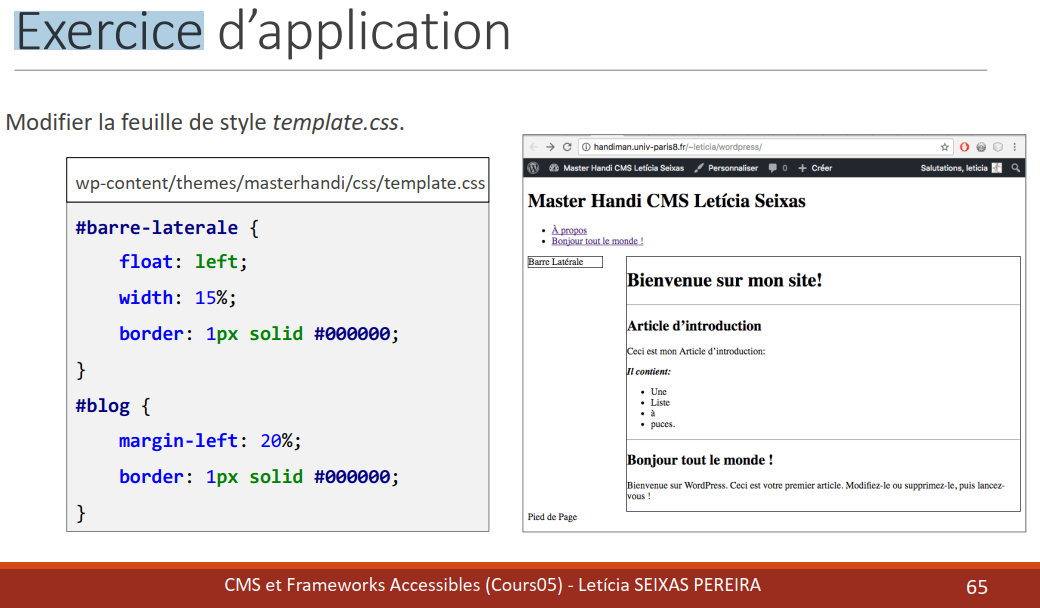 Exercice d’application
Modifier la feuille de style template.css.
wp-content/themes/masterhandi/css/template.css
#barre-laterale {
float: left;
width: 15%;
border: 1px solid #000000;
}
#blog {
margin-left: 20%;
border: 1px solid #000000;
}
handiman.univ-paris8.fr/~leticia/wordpress/
Master Handi CMS Letícia Seixas Personnaliser 0 + Créer Salutations, leticia
Master Handi CMS Letícia Seixas
• À propos
• Bonjour tout le monde !
Barre Latérale
Bienvenue sur mon site!
Article d’introduction
Ceci est mon Article d’introduction:
Il contient:
• Une
• Liste
• à
• puces.
Bonjour tout le monde !
Bienvenue sur WordPress. Ceci est votre premier article. Modifiez-le ou supprimez-le, puis lancez-
vous !
Pied de Page
CMS et Frameworks Accessibles (Cours05) - Letícia SEIXAS PEREIRA
65